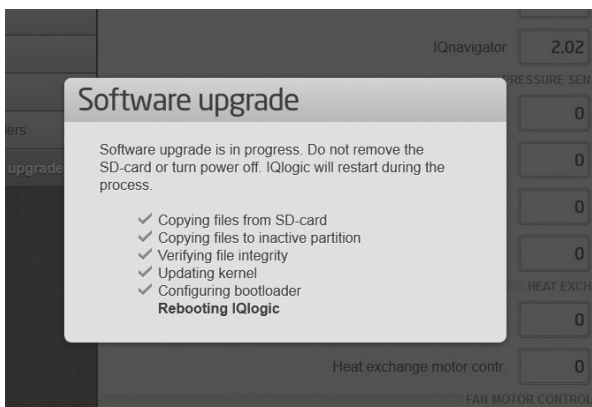 IQnavigator 2.02
PRESSURE SEN
0
ers
Software upgrade
Software upgrade is in progress. Do not remove the
SD-card or turn power off. IQlogic will restart during the
process.
upgrade
0
0
0
Copying files from SD-card
Copying files to inactive partition
Verifying file integrity
Updating kernel
Configuring bootloader
Rebooting IQlogic
HEAT EXCH
0
Heat exchange motor contr. 0
FAN MOTOR CONTROL